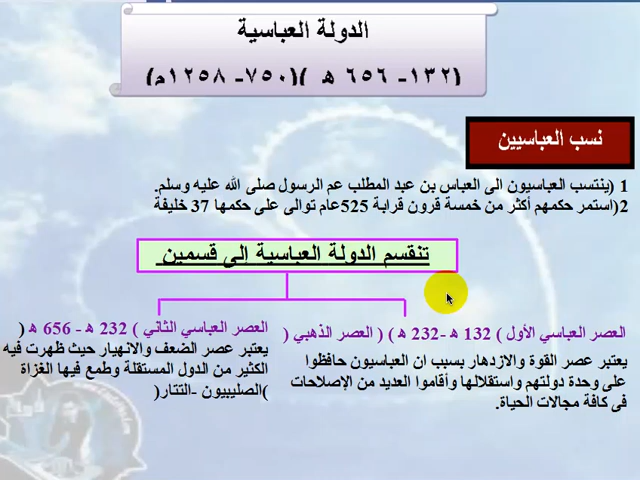 الدولة العباسية
(١٣٢- ٦٥٦ هـ )(٧٥٠- ١٢٥٨م)
نسب العباسيين
1 (ينتسب العباسيون الى العباس بن عبد المطلب عم الرسول صلى الله عليه وسلم.
2(استمر حكمهم أكثر من خمسة قرون قرابة 525عام توالى على حكمها 37 خليفة
تنقسم الدولة العباسية إلى قسمين
العصر العباسي الأول ) 132 هـ -232 هـ ) ( العصر الذهبي (
يعتبر عصر القوة والازدهار بسبب ان العباسيون حافظوا
على وحدة دولتهم واستقلالها وأقاموا العديد من الإصلاحات
فى كافة مجالات الحياة.
العصر العباسي الثاني ) 232 هـ - 656 هـ (
يعتبر عصر الضعف والانهيار حيث ظهرت فيه
الكثير من الدول المستقلة وطمع فيها الغزاة
)الصليبيون -التتار(